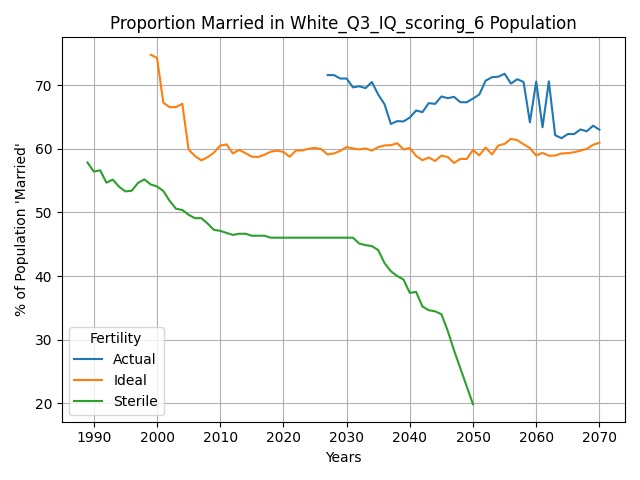 Proportion Married in White_Q3_IQ_scoring_6 Population
% of Population 'Married'
70
60
50
40
30
20
Fertility
Actual
Ideal
Sterile
1990 2000 2010 2020 2030 2040 2050 2060 2070
Years